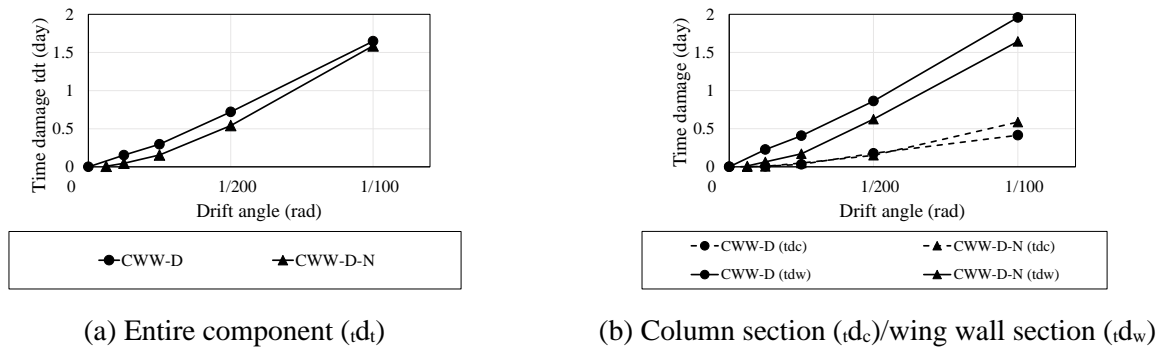 Time damage tdt (day)
2
1.5
1
0.5
0
0
1/200
1/100
Drift angle (rad)
CWW-D
CWW-D-N
(a) Entire component (tdt)
Time damage (day)
2
1.5
1
0.5
0
0
1/200
1/100
Drift angle (rad)
CWW-D (tdc)
CWW-D-N (tdc)
CWW-D (tdw)
CWW-D-N (tdw)
(b) Column section (tdc)/wing wall section (tdw)